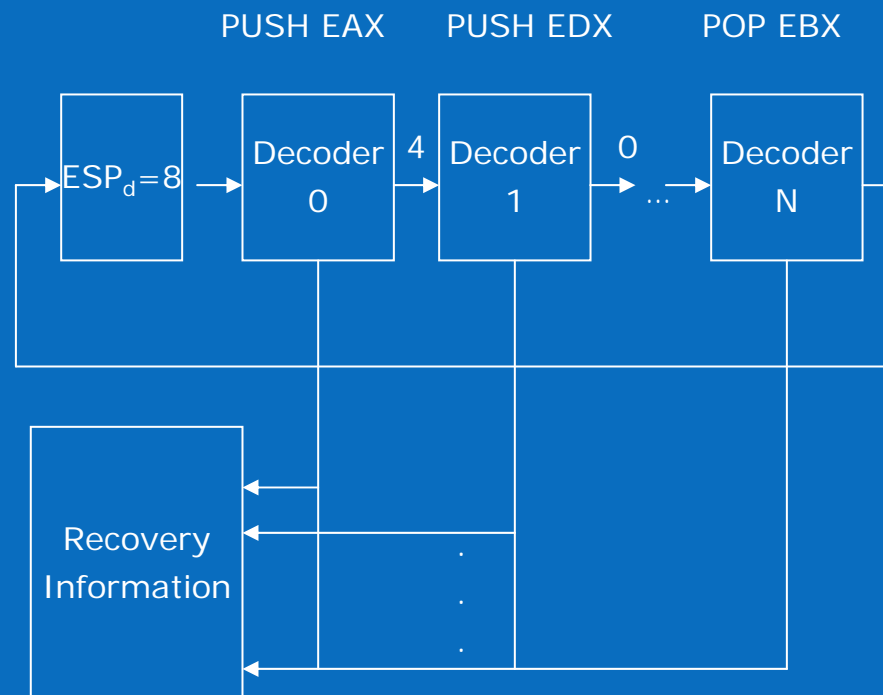 PUSH EAX PUSH EDX POP EBX
ESPd=8
Decoder 0
4
Decoder 1
0
...
Decoder N
Recovery Information
.
.
.